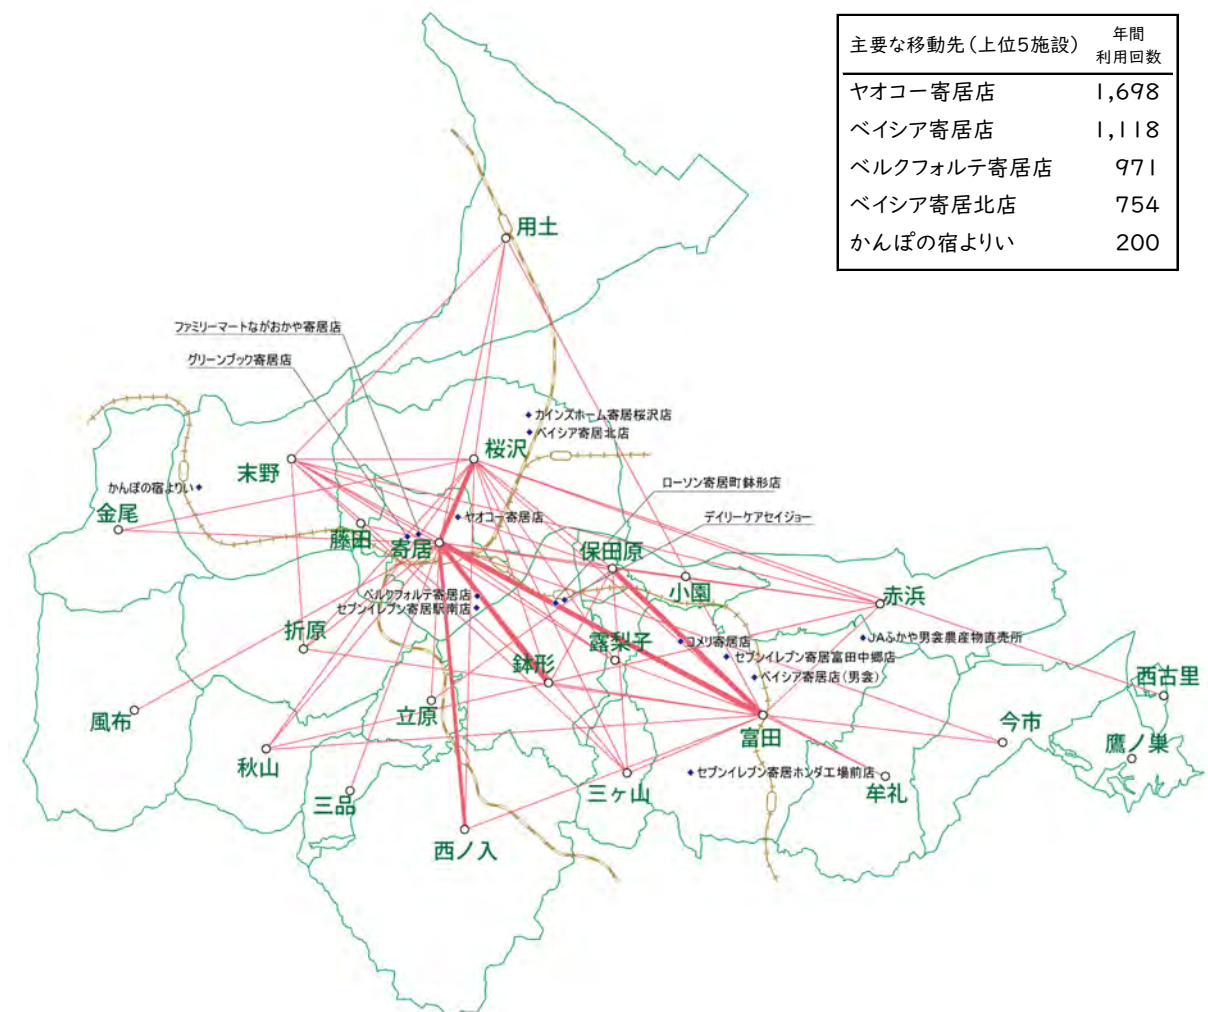 主要な移動先(上位5施設) 年間利用回数
ヤオコー寄居店 1,698
ベイシア寄居店 1,118
ベルクフォルテ寄居店 971
ベイシア寄居北店 754
かんぽの宿よりい 200
用土
ファミリーマートながおかや寄居店
グリーンブック寄居店
カインズホーム寄居桜沢店
ベイシア寄居北店
桜沢
末野
かんぽの宿よりい
ローソン寄居町鉢形店
金尾
ヤオコー寄居店
デイリーケアセイジョー
藤田
寄居
保田原
小園
赤浜
ベルクフォルテ寄居店
セブンイレブン寄居駅南店
折原
露梨子
コメリ寄居店
JAふかや男衾農産物直売所
セブンイレブン寄居富田中郷店
鉢形
ベイシア寄居店(男衾)
西古里
風布
立原
富田
今市
鷹ノ巣
秋山
セブンイレブン寄居ホンダ工場前店
三品
三ヶ山
牟礼
西ノ入